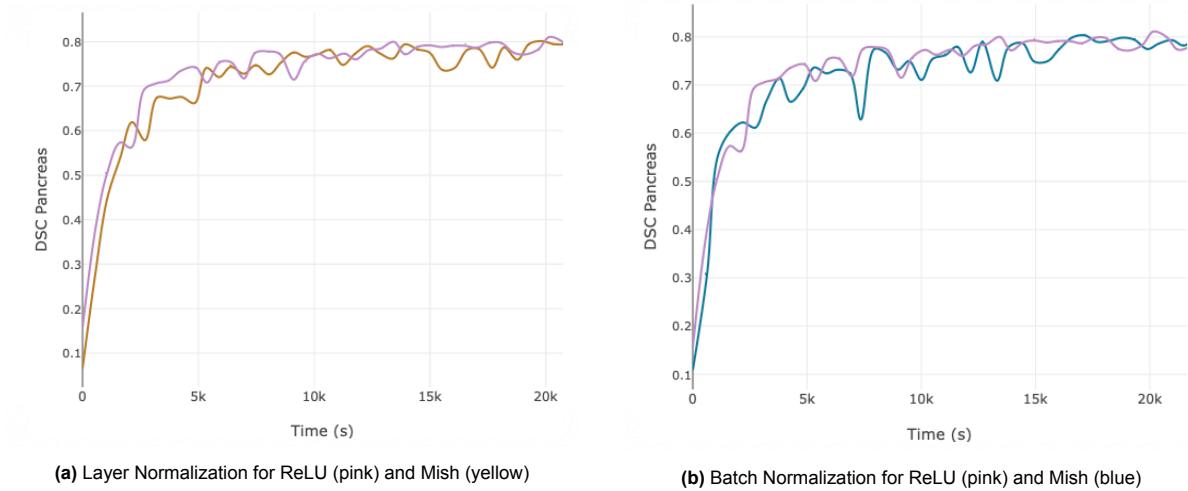 0.8
0.7
0.6
0.5
0.4
0.3
0.2
0.1
DSC Pancreas
0 5k 10k 15k 20k
Time (s)
(a) Layer Normalization for ReLU (pink) and Mish (yellow)
0.8
0.7
0.6
0.5
0.4
0.3
0.2
0.1
DSC Pancreas
0 5k 10k 15k 20k
Time (s)
(b) Batch Normalization for ReLU (pink) and Mish (blue)